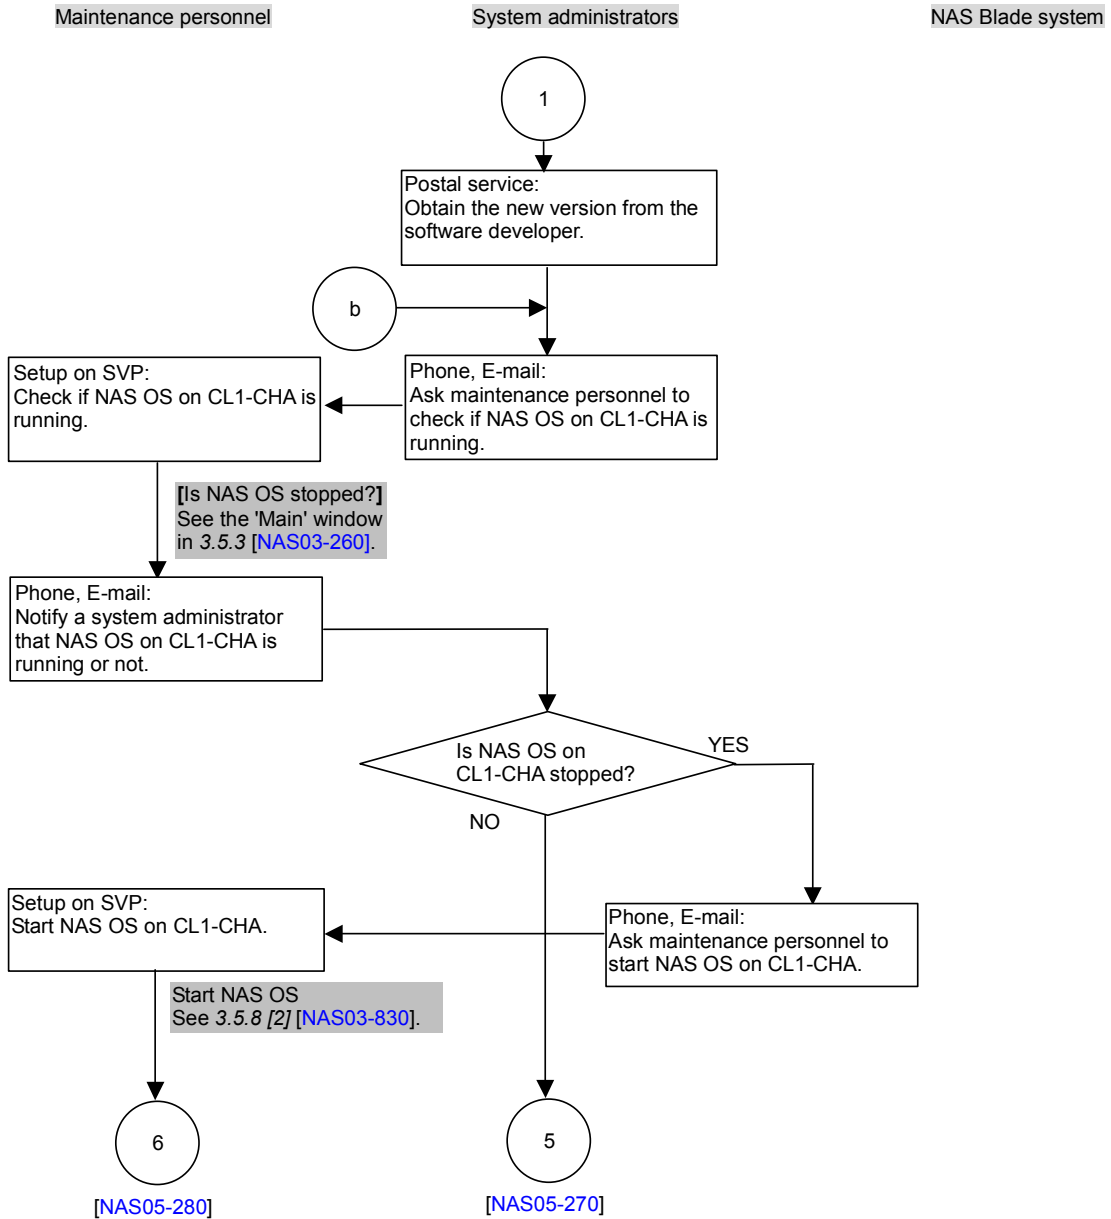 Maintenance personnel
System administrators
NAS Blade system
1
Postal service:
Obtain the new version from the
software developer.
b
Setup on SVP:
Check if NAS OS on CL1-CHA is
running.
Phone, E-mail:
Ask maintenance personnel to
check if NAS OS on CL1-CHA is
running.
[Is NAS OS stopped?]
See the 'Main' window
in 3.5.3 [NAS03-260].
Phone, E-mail:
Notify a system administrator
that NAS OS on CL1-CHA is
running or not.
Is NAS OS on
CL1-CHA stopped?
YES
NO
Setup on SVP:
Start NAS OS on CL1-CHA.
Phone, E-mail:
Ask maintenance personnel to
start NAS OS on CL1-CHA.
Start NAS OS
See 3.5.8 [2] [NAS03-830].
6
5
[NAS05-280]
[NAS05-270]